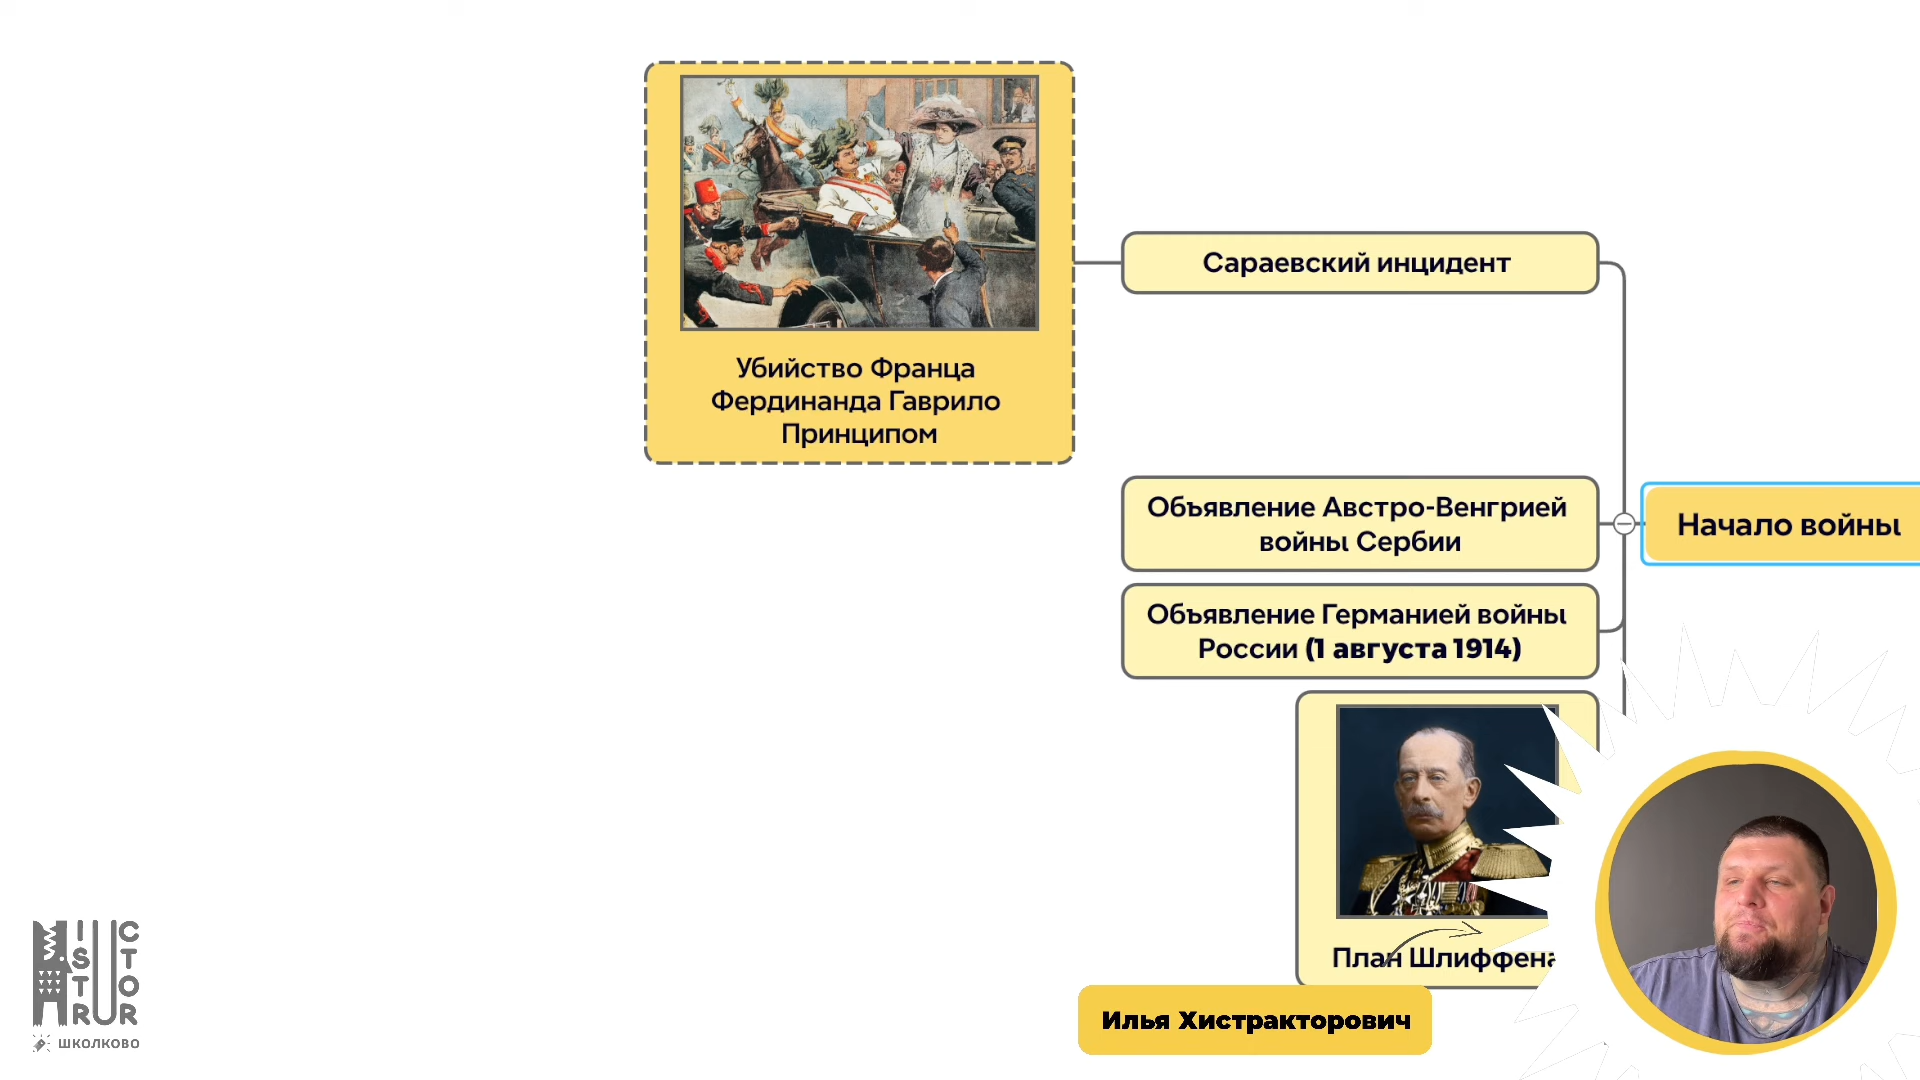 Убийство Франца
Фердинанда Гаврило
Принципом
Сараевский инцидент
Объявление Австро-Венгрией
войны Сербии
Объявление Германией войны
России (1 августа 1914)
Начало войны
План Шлиффена
Илья Хистракторович
HISTRUCTOR
ШКОЛКОВО